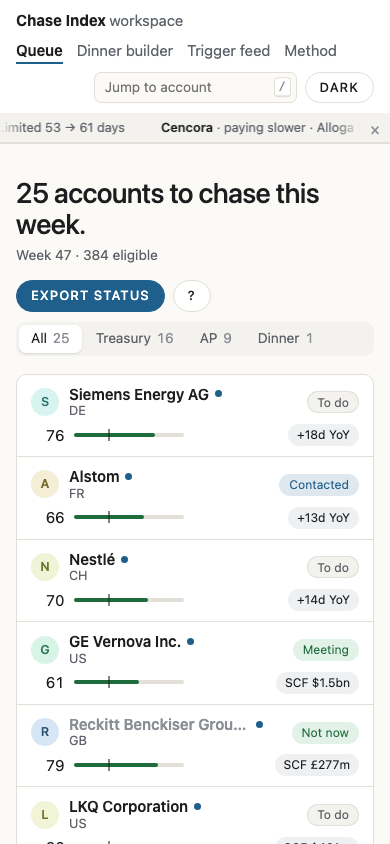 Chase Index workspace
Queue Dinner builder Trigger feed Method
Jump to account / DARK
imited 53 → 61 days Cencora · paying slower · Alloga ×
25 accounts to chase this
week.
Week 47 · 384 eligible
EXPORT STATUS ?
All 25 Treasury 16 AP 9 Dinner 1
S Siemens Energy AG To do
DE
76 +18d YoY
A Alstom Contacted
FR
66 +13d YoY
N Nestlé To do
CH
70 +14d YoY
G GE Vernova Inc. Meeting
US
61 SCF $1.5bn
R Reckitt Benckiser Grou... Not now
GB
79 SCF £277m
L LKQ Corporation To do
US